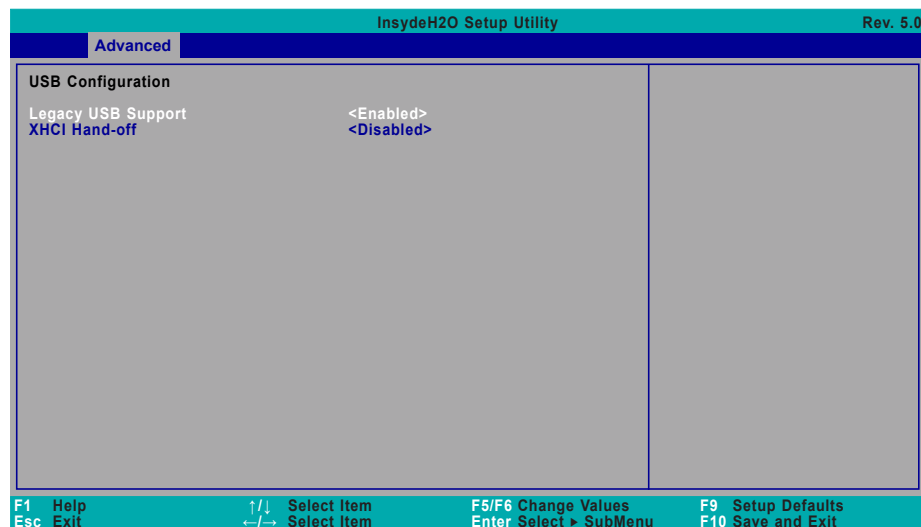 InsydeH2O Setup Utility Rev. 5.0
Advanced
USB Configuration
Legacy USB Support <Enabled>
XHCI Hand-off <Disabled>
F1 Help ↑/↓ Select Item F5/F6 Change Values F9 Setup Defaults
Esc Exit ←/→ Select Item Enter Select ▶ SubMenu F10 Save and Exit